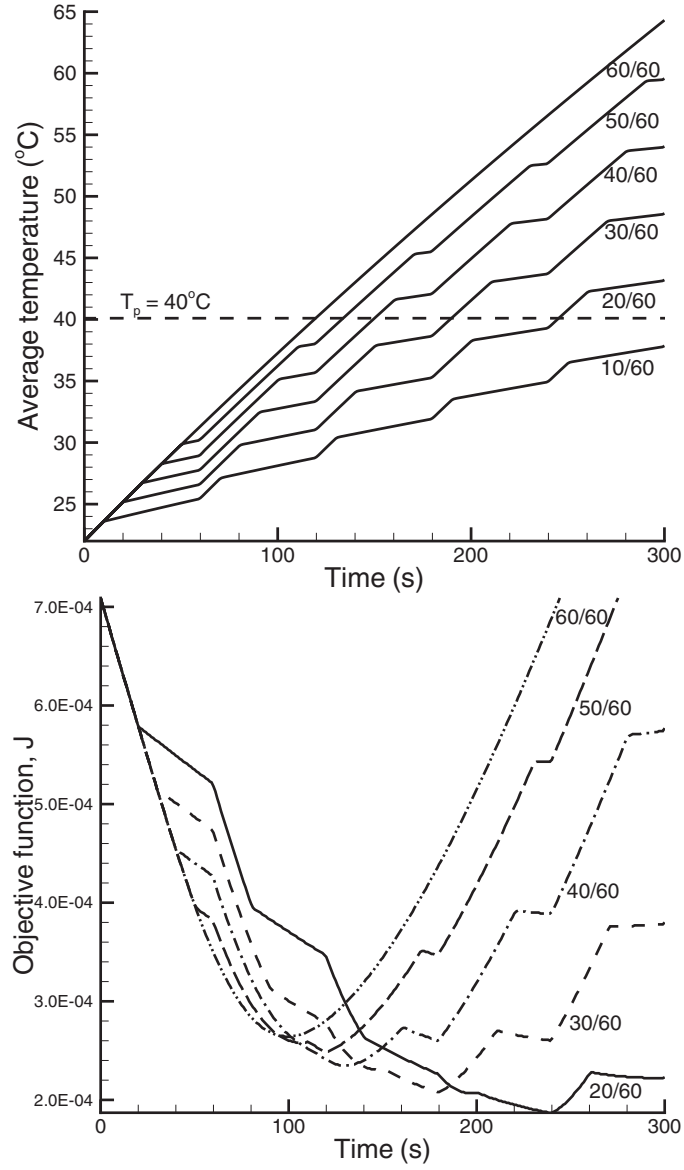 65
60
55
50
45
40
35
30
25
Average temperature (°C)
Tp = 40°C
60/60
50/60
40/60
30/60
20/60
10/60
0
100
200
300
Time (s)
7.0E-04
6.0E-04
5.0E-04
4.0E-04
3.0E-04
2.0E-04
Objective function, J
60/60
50/60
40/60
30/60
20/60
0
100
200
300
Time (s)